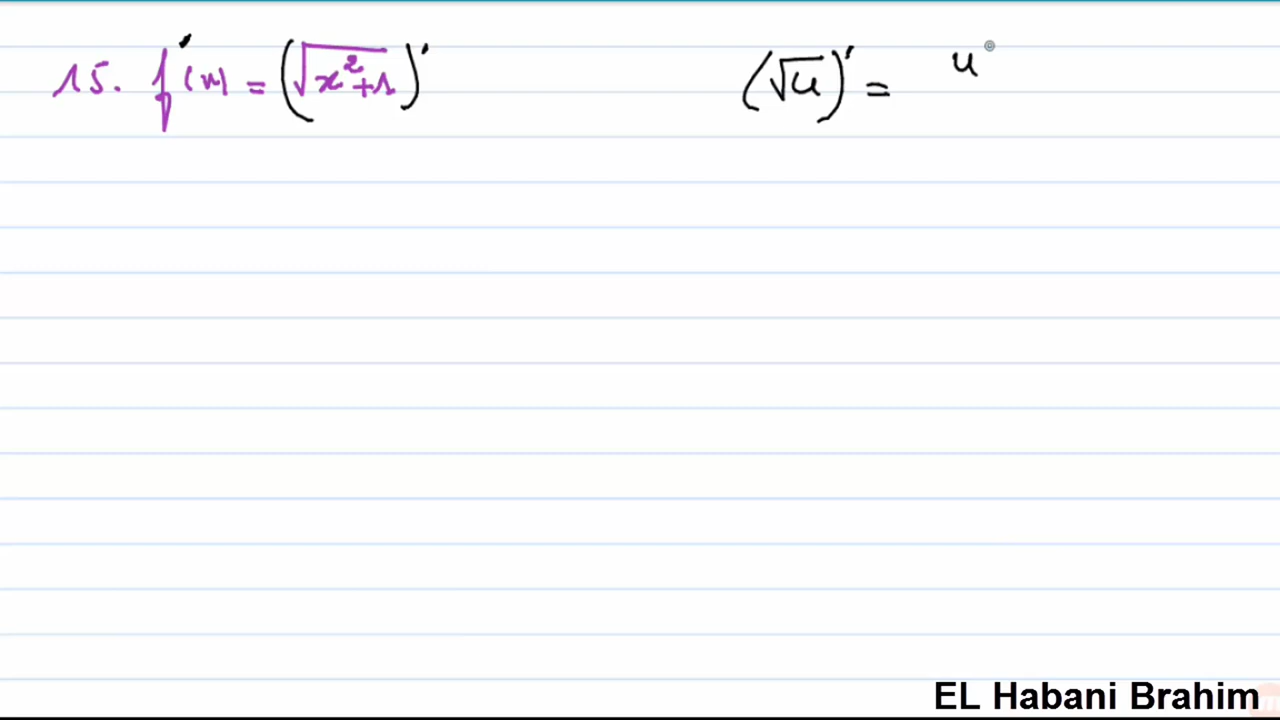 15. f'(x) = (√(x²+1))' (√u)' = u
EL Habani Brahim